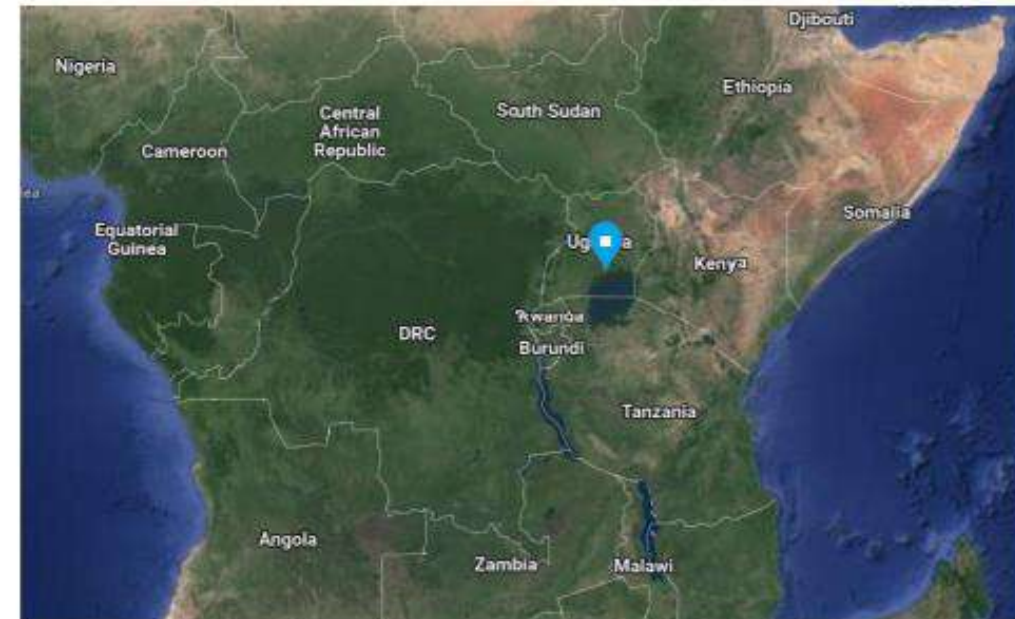 Djibouti
Nigeria
Ethiopia
South Sudan
Central
African
Republic
Cameroon
Somalia
Equatorial
Guinea
Kenya
Rwanda
DRC
Burundi
Tanzania
Angola
Zambia
Malawi